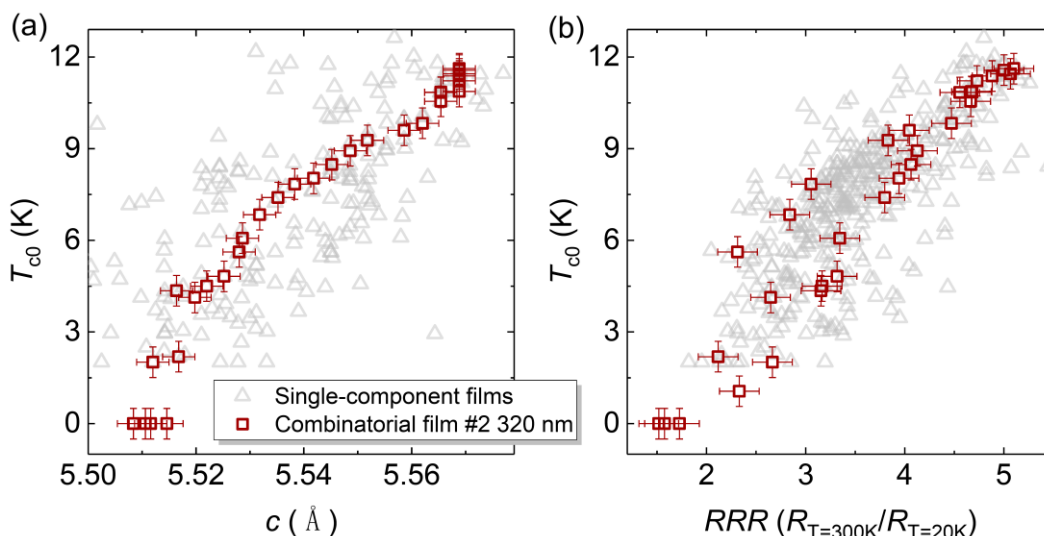 (a)
(b)
12
9
6
3
0
T_c0 (K)
5.50
5.52
5.54
5.56
c ( Å )
Single-component films
Combinatorial film #2 320 nm
12
9
6
3
0
T_c0 (K)
2
3
4
5
RRR (R_T=300K/R_T=20K)